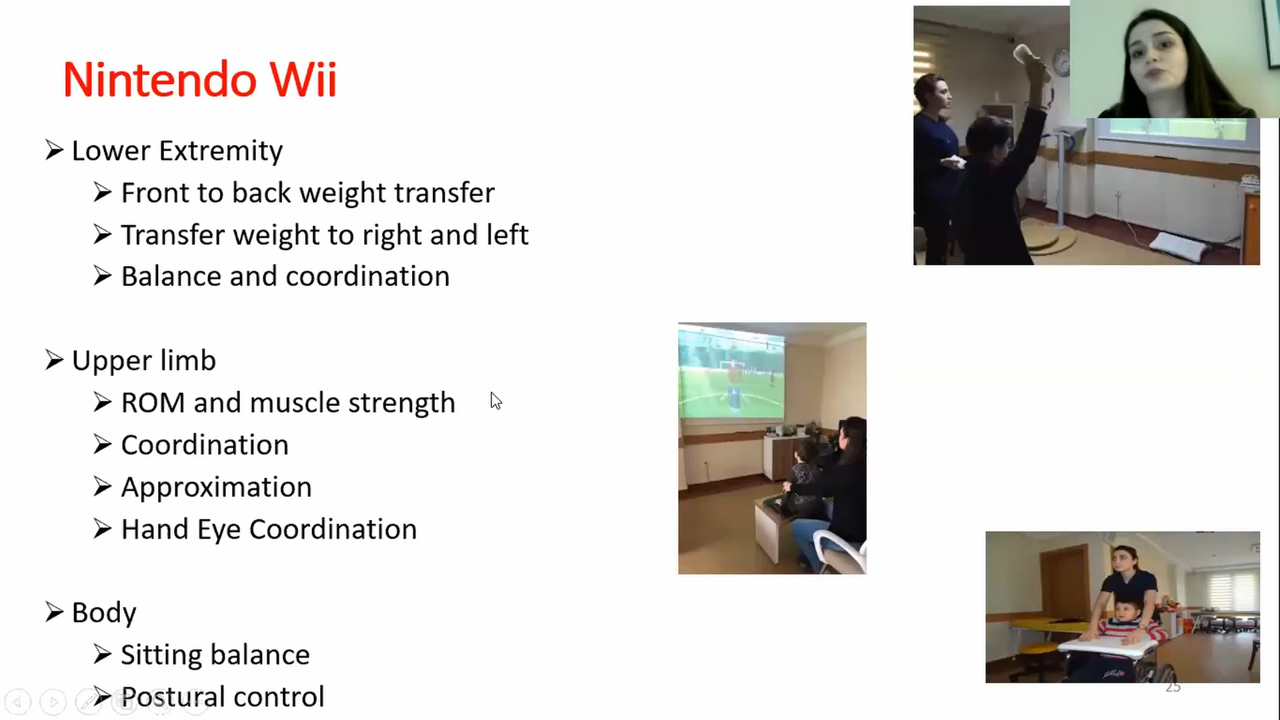 Nintendo Wii
Lower Extremity
Front to back weight transfer
Transfer weight to right and left
Balance and coordination
Upper limb
ROM and muscle strength
Coordination
Approximation
Hand Eye Coordination
Body
Sitting balance
Postural control
25